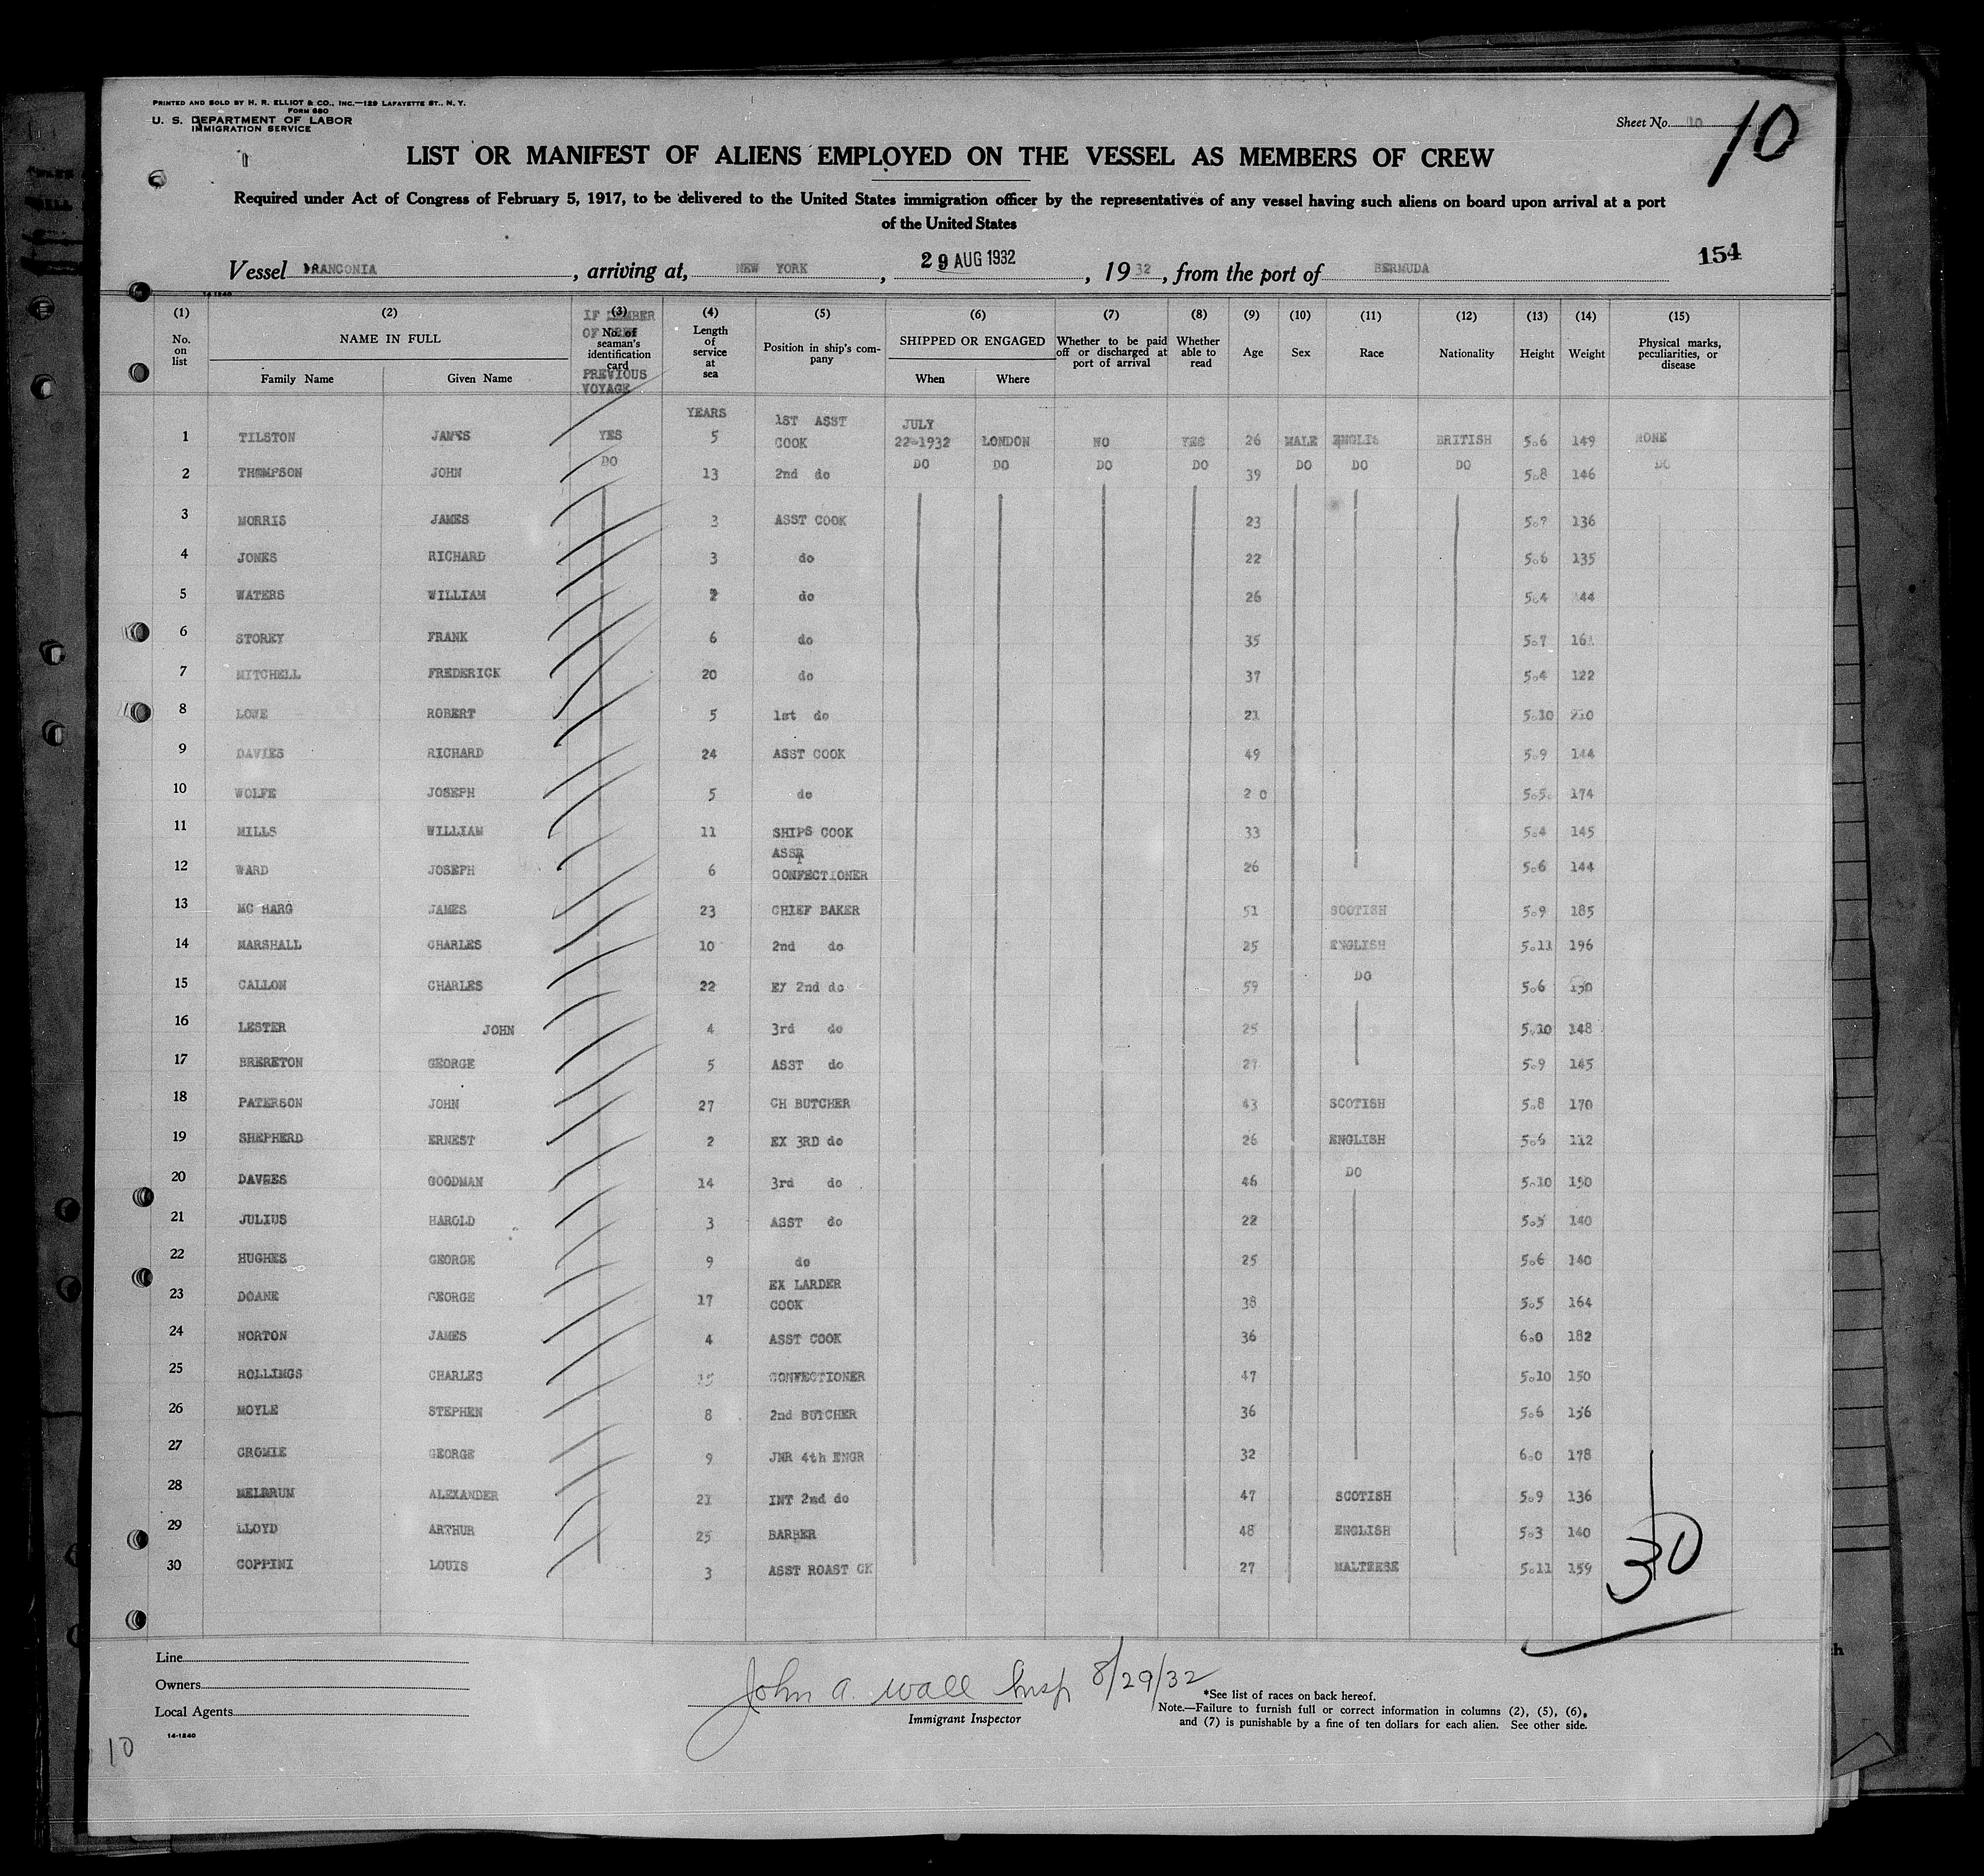 PRINTED AND SOLD BY H. R. ELLIOT & CO., INC.—129 LAFAYETTE ST., N. Y.
FORM 680
U. S. DEPARTMENT OF LABOR
IMMIGRATION SERVICE
Sheet No. 10
10
LIST OR MANIFEST OF ALIENS EMPLOYED ON THE VESSEL AS MEMBERS OF CREW
Required under Act of Congress of February 5, 1917, to be delivered to the United States immigration officer by the representatives of any vessel having such aliens on board upon arrival at a port
of the United States
154
Vessel FRANCONIA, arriving at, NEW YORK, 29 AUG 1932, 1932, from the port of BERMUDA
14-1240
(1) No. on list
(2) NAME IN FULL Family Name Given Name
(3) No. of seaman's identification card IF MEMBER OF CREW PREVIOUS VOYAGE
(4) Length of service at sea
(5) Position in ship's company
(6) SHIPPED OR ENGAGED When Where
(7) Whether to be paid off or discharged at port of arrival
(8) Whether able to read
(9) Age
(10) Sex
(11) Race
(12) Nationality
(13) Height
(14) Weight
(15) Physical marks, peculiarities, or disease
YEARS
1 TILSTON JAMES YES 5 1ST ASST COOK JULY 22-1932 LONDON NO YES 26 MALE ENGLIS BRITISH 5.6 149 NONE
2 THOMPSON JOHN DO 13 2nd do DO DO DO DO 39 DO DO DO 5.8 146 DO
3 MORRIS JAMES 3 ASST COOK 23 5.7 136
4 JONES RICHARD 3 do 22 5.6 135
5 WATERS WILLIAM 2 do 26 5.4 144
6 STOREY FRANK 6 do 35 5.7 161
7 MITCHELL FREDERICK 20 do 37 5.4 122
8 LOWE ROBERT 5 1st do 21 5.10 210
9 DAVIES RICHARD 24 ASST COOK 49 5.9 144
10 WOLFE JOSEPH 5 do 2 0 5.5. 174
11 MILLS WILLIAM 11 SHIPS COOK 33 5.4 145
12 WARD JOSEPH 6 ASST CONFECTIONER 26 5.6 144
13 MC HARG JAMES 23 CHIEF BAKER 51 SCOTISH 5.9 185
14 MARSHALL CHARLES 10 2nd do 25 ENGLISH 5.11 196
15 CALLON CHARLES 22 EX 2nd do 59 DO 5.6 130
16 LESTER JOHN 4 3rd do 25 5.10 148
17 BRERETON GEORGE 5 ASST do 27 5.9 145
18 PATERSON JOHN 27 CH BUTCHER 43 SCOTISH 5.8 170
19 SHEPHERD ERNEST 2 EX 3RD do 26 ENGLISH 5.6 112
20 DAVRES GOODMAN 14 3rd do 46 DO 5.10 150
21 JULIUS HAROLD 3 ASST do 22 5.5 140
22 HUGHES GEORGE 9 do 25 5.6 140
23 DOANE GEORGE 17 EX LARDER COOK 38 5.5 164
24 NORTON JAMES 4 ASST COOK 36 6.0 182
25 ROLLINGS CHARLES 15 CONFECTIONER 47 5.10 150
26 MOYLE STEPHEN 8 2nd BUTCHER 36 5.6 156
27 CROMIE GEORGE 9 JNR 4th ENGR 32 6.0 178
28 MELDRUM ALEXANDER 21 INT 2nd do 47 SCOTISH 5.9 136
29 LLOYD ARTHUR 25 BARBER 48 ENGLISH 5.3 140
30 COPPINI LOUIS 3 ASST ROAST CK 27 MALTEESE 5.11 159
30
Line
Owners
Local Agents
14-1240
John A. Wall Insp 8/29/32
Immigrant Inspector
*See list of races on back hereof.
Note.—Failure to furnish full or correct information in columns (2), (5), (6),
and (7) is punishable by a fine of ten dollars for each alien. See other side.
10